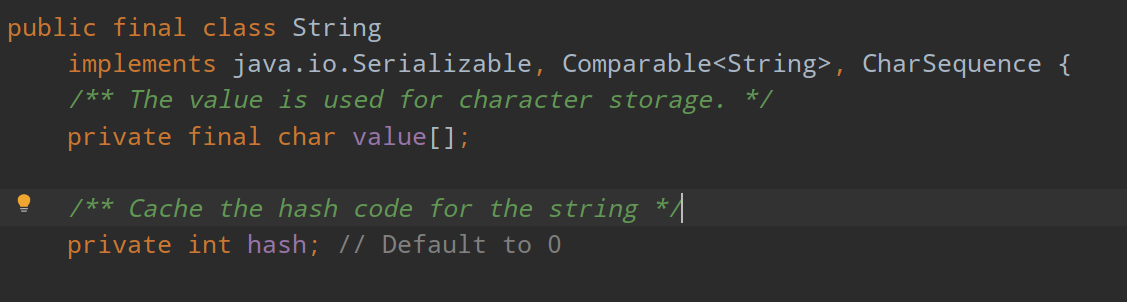 public final class String
implements java.io.Serializable, Comparable<String>, CharSequence {
/** The value is used for character storage. */
private final char value[];
/** Cache the hash code for the string */
private int hash; // Default to 0